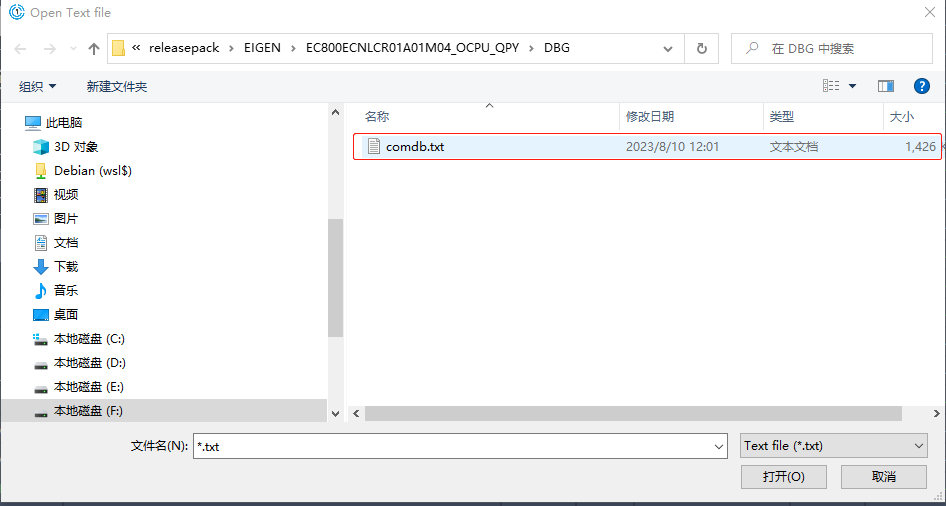 Open Text file
« releasepack > EIGEN > EC800ECNLCR01A01M04_OCPU_QPY > DBG
在 DBG 中搜索
组织 新建文件夹
此电脑
3D 对象
Debian (wsl$)
视频
图片
文档
下载
音乐
桌面
本地磁盘 (C:)
本地磁盘 (D:)
本地磁盘 (E:)
本地磁盘 (F:)
名称 修改日期 类型 大小
comdb.txt 2023/8/10 12:01 文本文档 1,426
文件名(N): *.txt Text file (*.txt)
打开(O) 取消